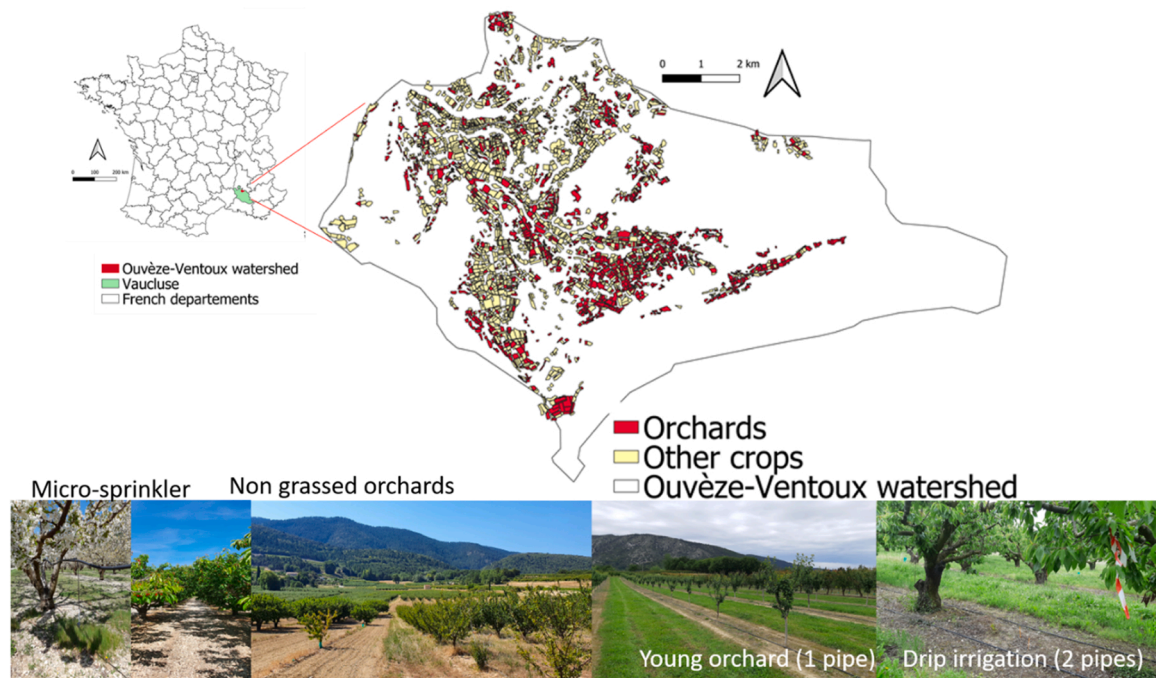 0 1 2 km
0 100 200 km
Ouvèze-Ventoux watershed
Vaucluse
French departements
Orchards
Other crops
Ouvèze-Ventoux watershed
Micro-sprinkler
Non grassed orchards
Young orchard (1 pipe)
Drip irrigation (2 pipes)